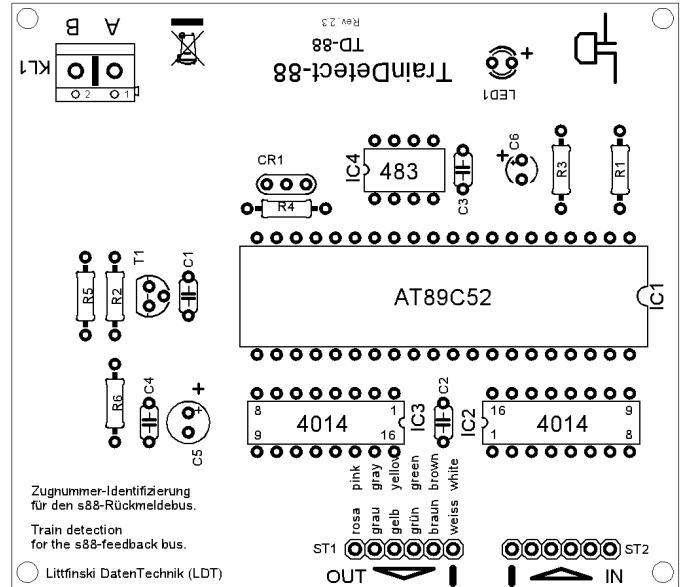 B A
KL1
2 1
Rev. 2.3
TD-88
TrainDetect-88
LED1
CR1
R4
IC4
483
C3
C6
R3
R1
AT89C52
IC1
R5
R2
T1
C1
R6
C4
C5
8 1
4014
9 16
IC3
C2
IC2
16 9
4014
1 8
rosa pink
grau gray
gelb yellow
grün green
braun brown
weiss white
Zugnummer-Identifizierung
für den s88-Rückmeldebus.
Train detection
for the s88-feedback bus.
ST1
ST2
Littfinski DatenTechnik (LDT)
OUT
IN